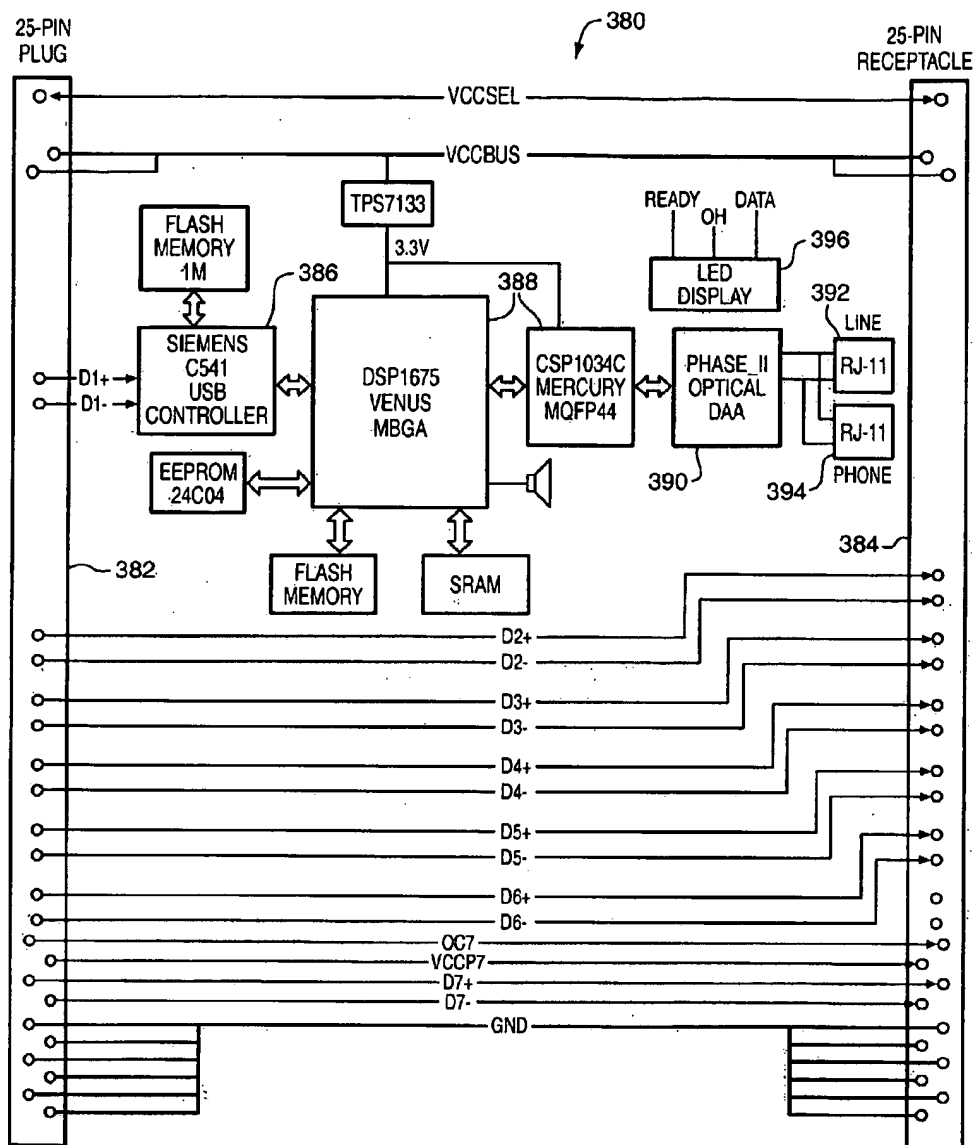 380
25-PIN
PLUG
25-PIN
RECEPTACLE
VCCSEL
VCCBUS
TPS7133
3.3V
READY
OH
DATA
LED
DISPLAY
396
FLASH
MEMORY
1M
386
388
392
LINE
SIEMENS
C541
USB
CONTROLLER
D1+
D1-
DSP1675
VENUS
MBGA
CSP1034C
MERCURY
MQFP44
PHASE_II
OPTICAL
DAA
RJ-11
RJ-11
390
394
PHONE
EEPROM
24C04
384
382
FLASH
MEMORY
SRAM
D2+
D2-
D3+
D3-
D4+
D4-
D5+
D5-
D6+
D6-
OC7
VCCP7
D7+
D7-
GND